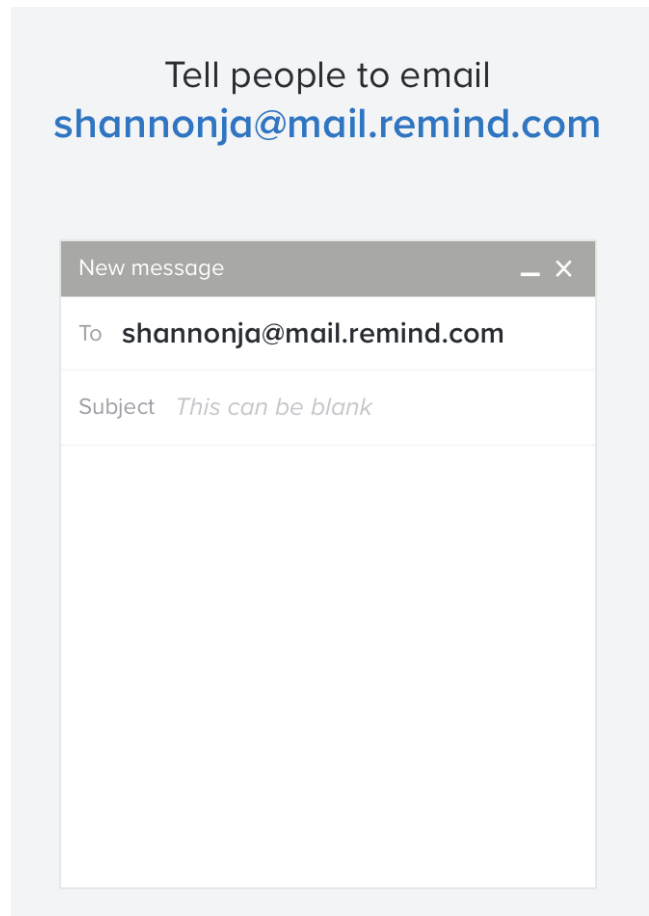 Tell people to email
shannonja@mail.remind.com
New message
To shannonja@mail.remind.com
Subject This can be blank